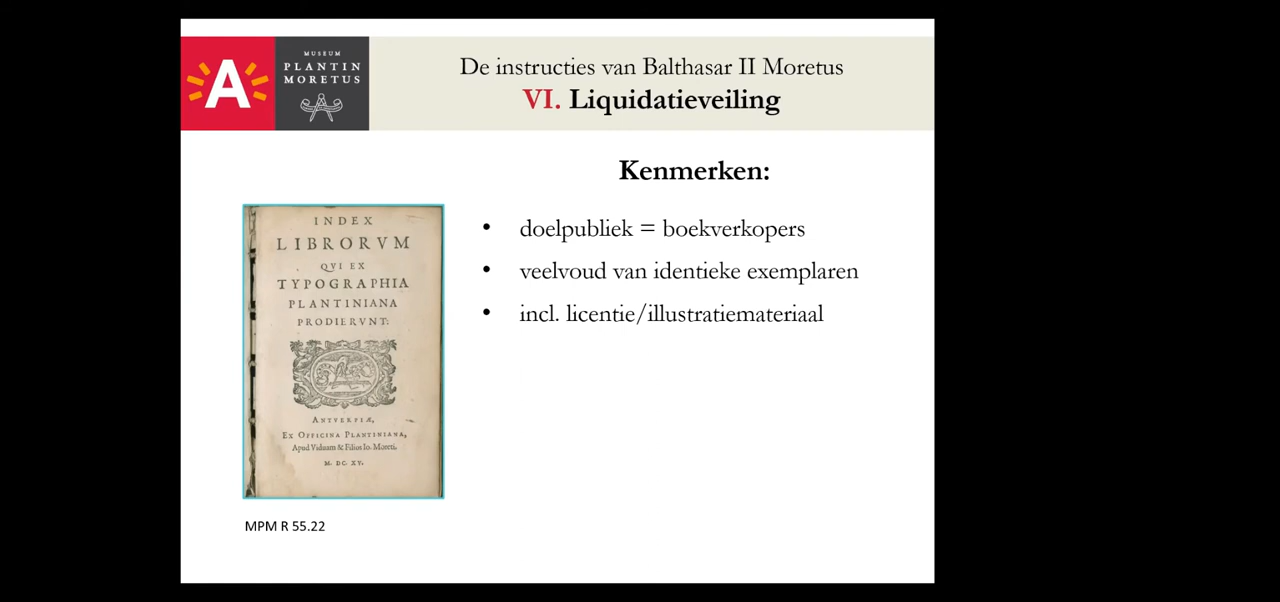 A
MUSEUM
PLANTIN
MORETUS
De instructies van Balthasar II Moretus
VI. Liquidatieveiling
Kenmerken:
• doelpubliek = boekverkopers
• veelvoud van identieke exemplaren
• incl. licentie/illustratiemateriaal
INDEX
LIBRORVM
QVI EX
TYPOGRAPHIA
PLANTINIANA
PRODIERVNT.
ANTVERPIÆ,
EX OFFICINA PLANTINIANA,
Apud Viduam & Filios Io. Moreti.
M. DC. XV.
MPM R 55.22